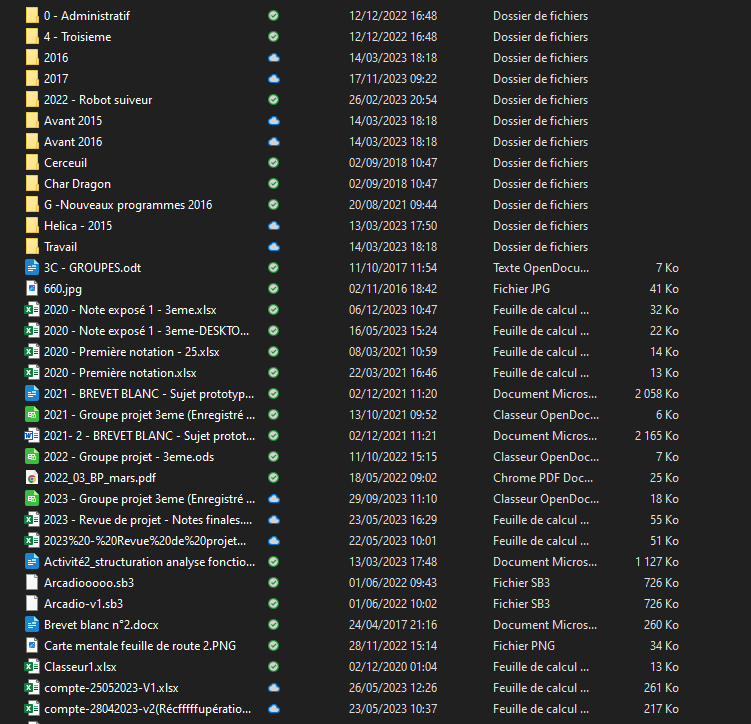 0 - Administratif 12/12/2022 16:48 Dossier de fichiers
4 - Troisieme 12/12/2022 16:48 Dossier de fichiers
2016 14/03/2023 18:18 Dossier de fichiers
2017 17/11/2023 09:22 Dossier de fichiers
2022 - Robot suiveur 26/02/2023 20:54 Dossier de fichiers
Avant 2015 14/03/2023 18:18 Dossier de fichiers
Avant 2016 14/03/2023 18:18 Dossier de fichiers
Cerceuil 02/09/2018 10:47 Dossier de fichiers
Char Dragon 02/09/2018 10:47 Dossier de fichiers
G -Nouveaux programmes 2016 20/08/2021 09:44 Dossier de fichiers
Helica - 2015 13/03/2023 17:50 Dossier de fichiers
Travail 14/03/2023 18:18 Dossier de fichiers
3C - GROUPES.odt 11/10/2017 11:54 Texte OpenDocu... 7 Ko
660.jpg 02/11/2016 18:42 Fichier JPG 41 Ko
2020 - Note exposé 1 - 3eme.xlsx 06/12/2023 10:47 Feuille de calcul ... 32 Ko
2020 - Note exposé 1 - 3eme-DESKTO... 16/05/2023 15:24 Feuille de calcul ... 22 Ko
2020 - Première notation - 25.xlsx 08/03/2021 10:59 Feuille de calcul ... 14 Ko
2020 - Première notation.xlsx 22/03/2021 16:46 Feuille de calcul ... 13 Ko
2021 - BREVET BLANC - Sujet prototyp... 02/12/2021 11:20 Document Micros... 2 058 Ko
2021 - Groupe projet 3eme (Enregistré ... 13/10/2021 09:52 Classeur OpenDoc... 6 Ko
2021- 2 - BREVET BLANC - Sujet protot... 02/12/2021 11:21 Document Micros... 2 165 Ko
2022 - Groupe projet - 3eme.ods 11/10/2022 15:15 Classeur OpenDoc... 7 Ko
2022_03_BP_mars.pdf 18/05/2022 09:02 Chrome PDF Doc... 25 Ko
2023 - Groupe projet 3eme (Enregistré ... 29/09/2023 11:10 Classeur OpenDoc... 18 Ko
2023 - Revue de projet - Notes finales.... 23/05/2023 16:29 Feuille de calcul ... 55 Ko
2023%20-%20Revue%20de%20projet... 22/05/2023 10:01 Feuille de calcul ... 51 Ko
Activité2_structuration analyse fonctio... 13/03/2023 17:48 Document Micros... 1 127 Ko
Arcadiooooo.sb3 01/06/2022 09:43 Fichier SB3 726 Ko
Arcadio-v1.sb3 01/06/2022 10:02 Fichier SB3 726 Ko
Brevet blanc n°2.docx 24/04/2017 21:16 Document Micros... 260 Ko
Carte mentale feuille de route 2.PNG 28/11/2022 15:14 Fichier PNG 34 Ko
Classeur1.xlsx 02/12/2020 01:04 Feuille de calcul ... 13 Ko
compte-25052023-V1.xlsx 26/05/2023 12:26 Feuille de calcul ... 261 Ko
compte-28042023-v2(Récfffffupératio... 23/05/2023 10:37 Feuille de calcul ... 217 Ko